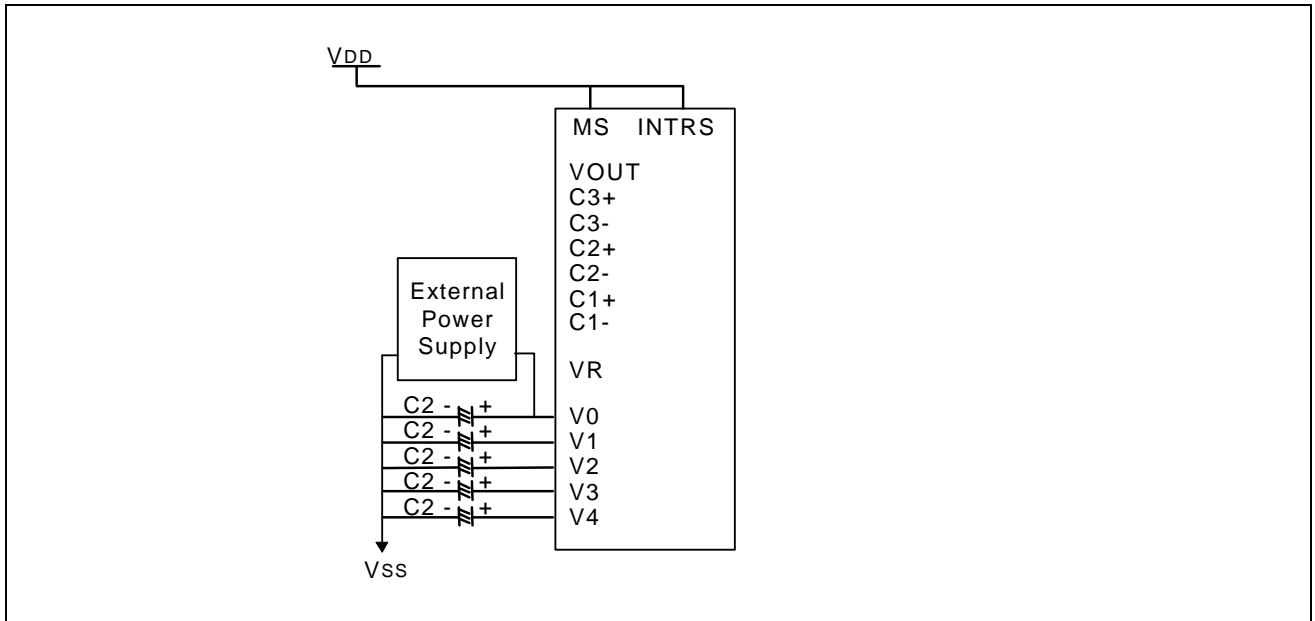 VDD
MS INTRS
VOUT
C3+
C3-
C2+
C2-
C1+
C1-
VR
External
Power
Supply
C2 - + V0
C2 - + V1
C2 - + V2
C2 - + V3
C2 - + V4
VSS